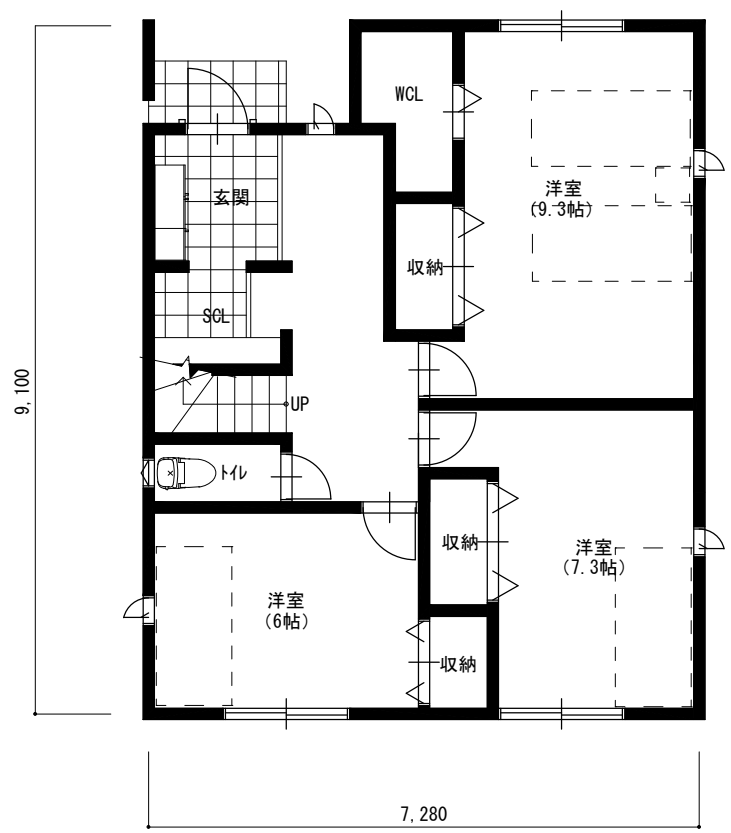 WCL
洋室
(9.3帖)
玄関
収納
SCL
9,100
UP
トイレ
収納
洋室
(7.3帖)
洋室
(6帖)
収納
7,280